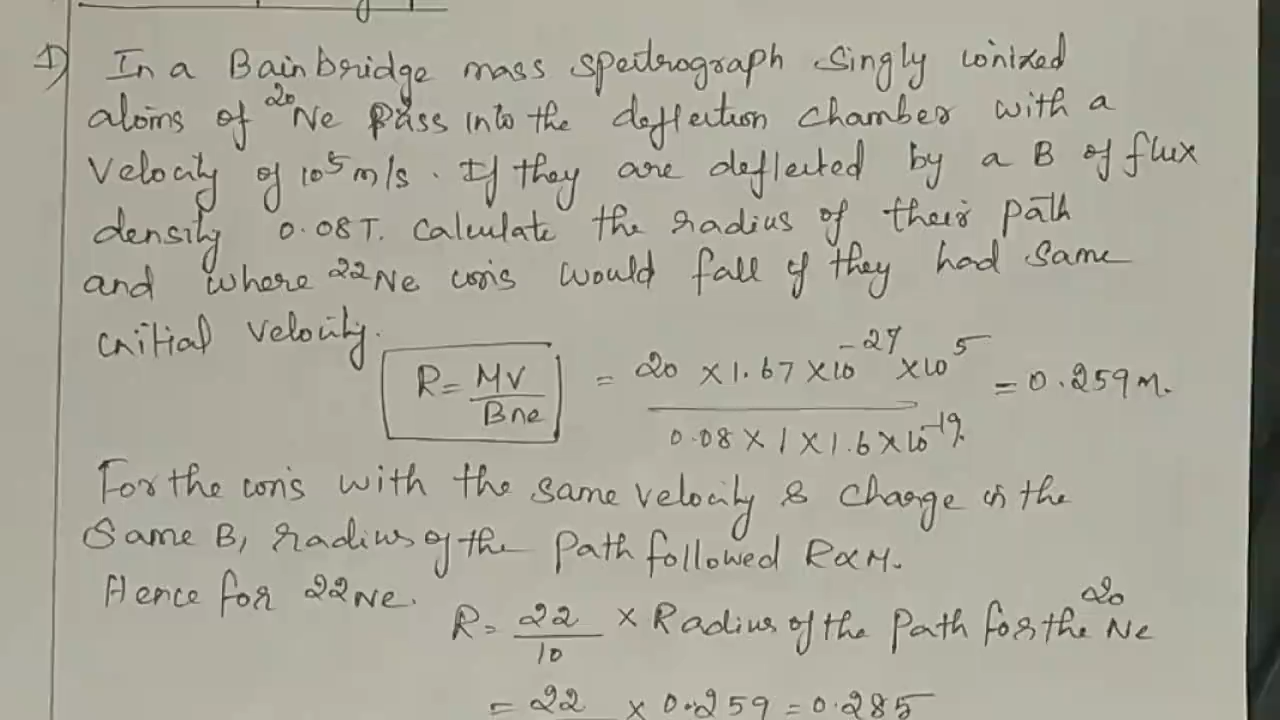 1) In a Bainbridge mass spectrograph singly ionized
atoms of ²⁰Ne pass into the deflection chamber with a
velocity of 10⁵ m/s. If they are deflected by a B of flux
density 0.08T. Calculate the radius of their path
and where ²²Ne ions would fall if they had same
initial velocity.
R = MV / Bne = 20 × 1.67 × 10⁻²⁷ × 10⁵ / 0.08 × 1 × 1.6 × 10⁻¹⁹ = 0.259 m.
For the ions with the same velocity & charge in the
same B, radius of the path followed R ∝ M.
Hence for ²²Ne.
R = 22 / 10 × Radius of the path for the ²⁰Ne
= 22 × 0.259 = 0.285